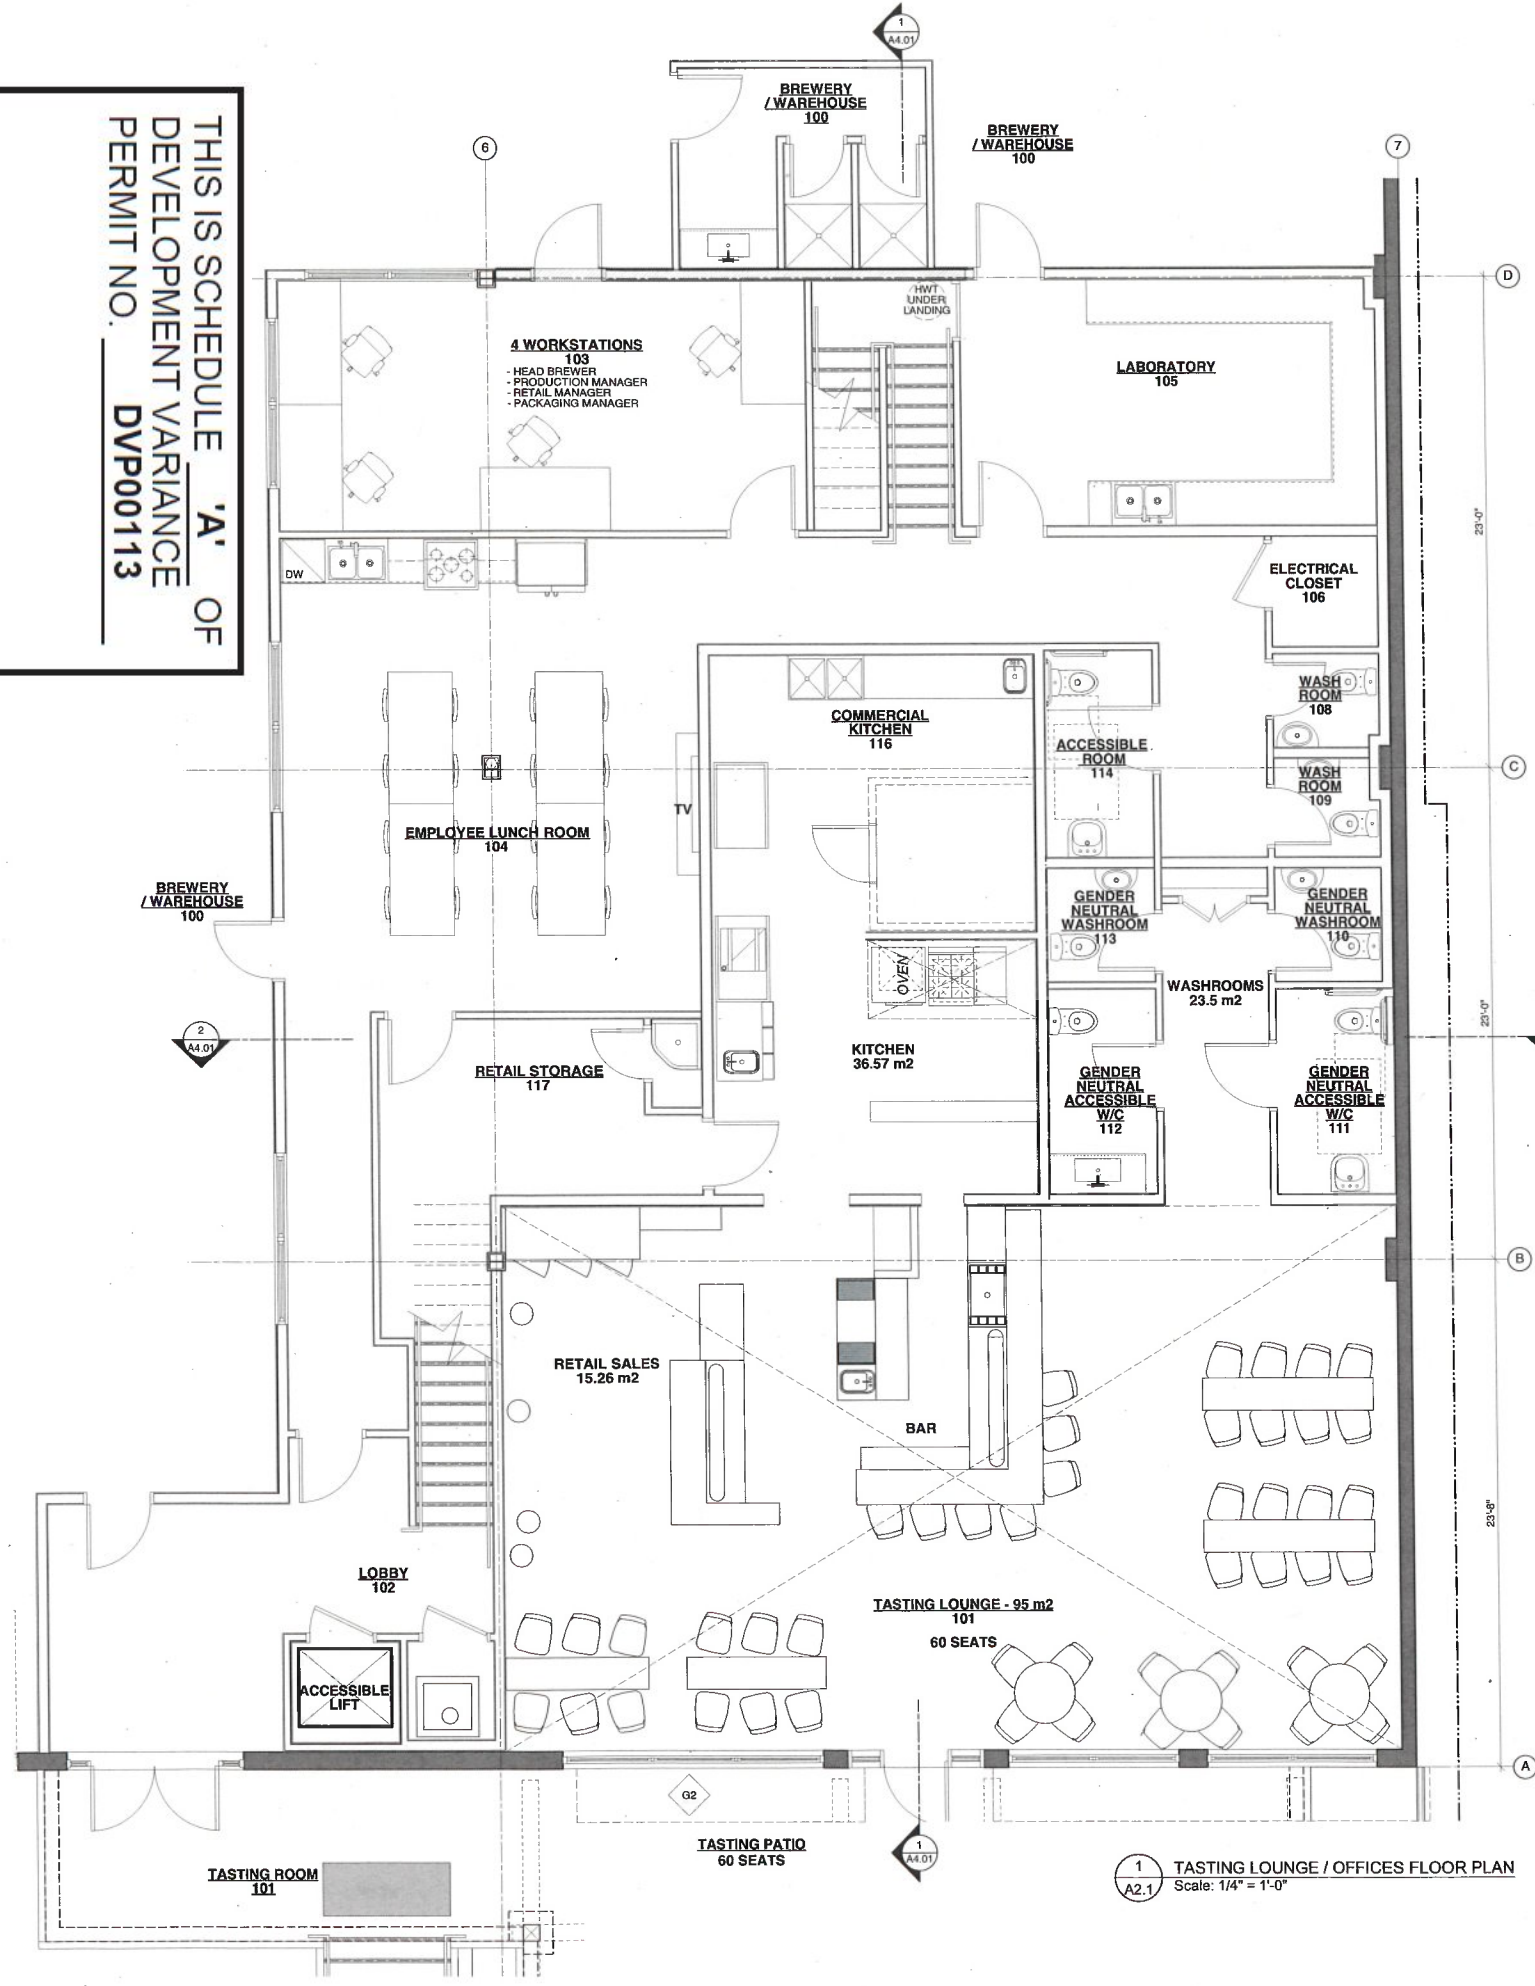 THIS IS SCHEDULE 'A' OF
DEVELOPMENT VARIANCE
PERMIT NO. DVP00113
1
A4.01
BREWERY
/ WAREHOUSE
100
BREWERY
/ WAREHOUSE
100
6
7
D
HWT
UNDER
LANDING
4 WORKSTATIONS
103
- HEAD BREWER
- PRODUCTION MANAGER
- RETAIL MANAGER
- PACKAGING MANAGER
LABORATORY
105
23'-0"
DW
ELECTRICAL
CLOSET
106
WASH
ROOM
108
COMMERCIAL
KITCHEN
116
ACCESSIBLE
ROOM
114
C
WASH
ROOM
109
TV
EMPLOYEE LUNCH ROOM
104
BREWERY
/ WAREHOUSE
100
GENDER
NEUTRAL
WASHROOM
113
GENDER
NEUTRAL
WASHROOM
110
OVEN
WASHROOMS
23.5 m2
23'-0"
2
A4.01
KITCHEN
36.57 m2
RETAIL STORAGE
117
GENDER
NEUTRAL
ACCESSIBLE
W/C
112
GENDER
NEUTRAL
ACCESSIBLE
W/C
111
B
RETAIL SALES
15.26 m2
BAR
23'-8"
LOBBY
102
TASTING LOUNGE - 95 m2
101
60 SEATS
ACCESSIBLE
LIFT
A
G2
TASTING PATIO
60 SEATS
1
A4.01
TASTING ROOM
101
1
A2.1
TASTING LOUNGE / OFFICES FLOOR PLAN
Scale: 1/4" = 1'-0"